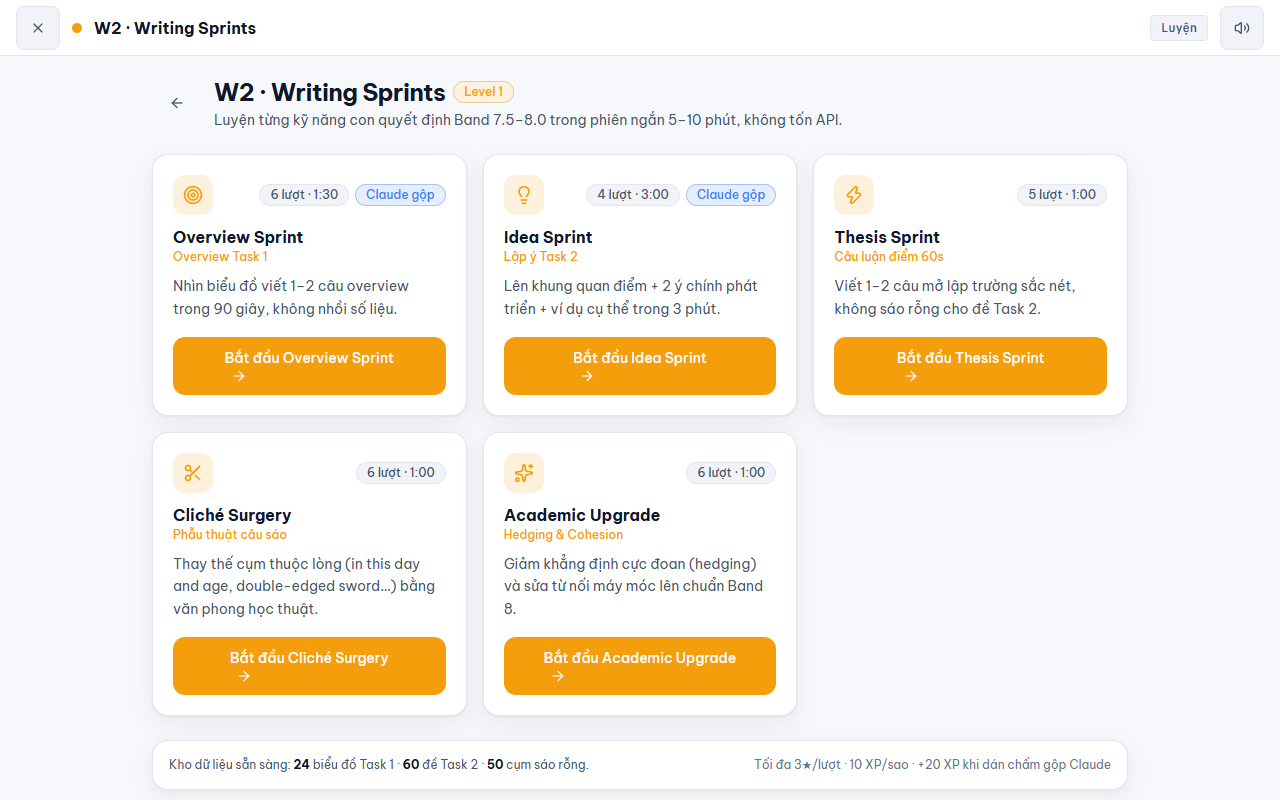 W2 · Writing Sprints
Luyện
W2 · Writing Sprints
Level 1
Luyện từng kỹ năng con quyết định Band 7.5–8.0 trong phiên ngắn 5–10 phút, không tốn API.
6 lượt · 1:30
Claude gộp
Overview Sprint
Overview Task 1
Nhìn biểu đồ viết 1–2 câu overview
trong 90 giây, không nhồi số liệu.
Bắt đầu Overview Sprint
→
4 lượt · 3:00
Claude gộp
Idea Sprint
Lập ý Task 2
Lên khung quan điểm + 2 ý chính phát
triển + ví dụ cụ thể trong 3 phút.
Bắt đầu Idea Sprint
→
5 lượt · 1:00
Thesis Sprint
Câu luận điểm 60s
Viết 1–2 câu mở lập trường sắc nét,
không sáo rỗng cho đề Task 2.
Bắt đầu Thesis Sprint
→
6 lượt · 1:00
Cliché Surgery
Phẫu thuật câu sáo
Thay thế cụm thuộc lòng (in this day
and age, double-edged sword…) bằng
văn phong học thuật.
Bắt đầu Cliché Surgery
→
6 lượt · 1:00
Academic Upgrade
Hedging & Cohesion
Giảm khẳng định cực đoan (hedging)
và sửa từ nối máy móc lên chuẩn Band
8.
Bắt đầu Academic Upgrade
→
Kho dữ liệu sẵn sàng: 24 biểu đồ Task 1 · 60 đề Task 2 · 50 cụm sáo rỗng.
Tối đa 3★/lượt · 10 XP/sao · +20 XP khi dán chấm gộp Claude